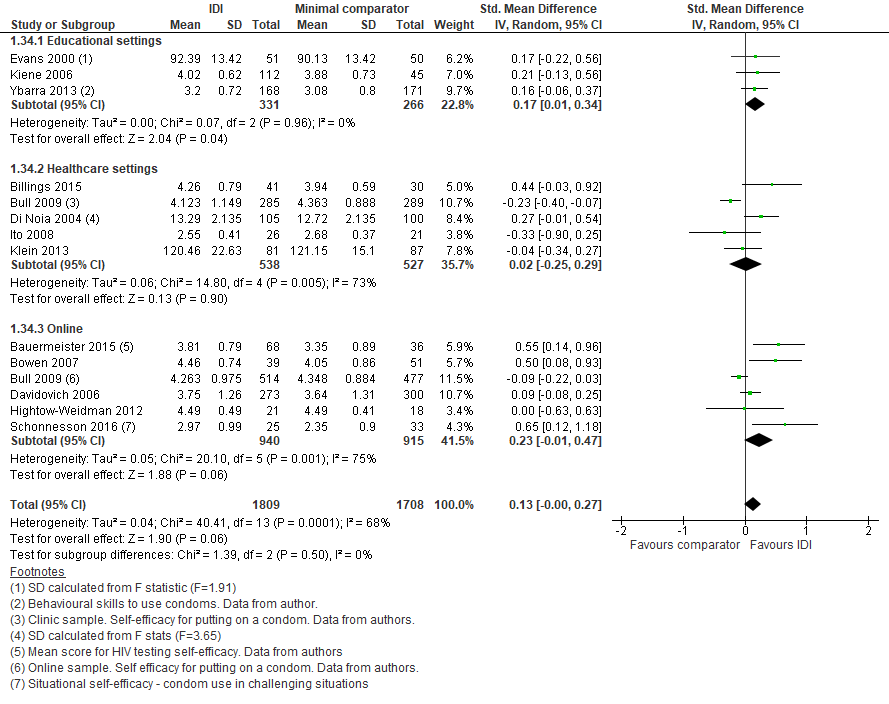 IDI Minimal comparator Std. Mean Difference Std. Mean Difference
Study or Subgroup Mean SD Total Mean SD Total Weight IV, Random, 95% CI IV, Random, 95% CI
1.34.1 Educational settings
Evans 2000 (1) 92.39 13.42 51 90.13 13.42 50 6.2% 0.17 [-0.22, 0.56]
Kiene 2006 4.02 0.62 112 3.88 0.73 45 7.0% 0.21 [-0.13, 0.56]
Ybarra 2013 (2) 3.2 0.72 168 3.08 0.8 171 9.5% 0.16 [-0.06, 0.37]
Subtotal (95% CI) 331 266 22.8% 0.17 [0.01, 0.34]
Heterogeneity: Tau² = 0.00; Chi² = 0.07, df = 2 (P = 0.96); I² = 0%
Test for overall effect: Z = 2.04 (P = 0.04)
1.34.2 Healthcare settings
Billings 2015 4.26 0.79 41 3.94 0.59 30 5.0% 0.44 [-0.03, 0.92]
Bull 2009 (3) 4.123 1.149 285 4.363 0.888 289 10.7% -0.23 [-0.40, -0.07]
Di Noia 2004 (4) 13.29 2.135 105 12.72 2.135 100 8.1% 0.27 [-0.01, 0.54]
Ito 2008 2.55 0.41 26 2.68 0.37 21 4.0% -0.33 [-0.90, 0.25]
Klein 2013 120.46 22.63 81 121.15 15.1 87 7.8% -0.04 [-0.34, 0.27]
Subtotal (95% CI) 538 527 35.7% 0.02 [-0.25, 0.29]
Heterogeneity: Tau² = 0.06; Chi² = 14.80, df = 4 (P = 0.005); I² = 73%
Test for overall effect: Z = 0.13 (P = 0.90)
1.34.3 Online
Bauermeister 2015 (5) 3.81 0.79 68 3.35 0.89 36 5.9% 0.55 [0.14, 0.96]
Bowen 2007 4.46 0.74 39 4.05 0.86 51 5.7% 0.50 [0.08, 0.93]
Bull 2009 (6) 4.263 0.975 514 4.348 0.884 477 11.5% -0.09 [-0.22, 0.03]
Davidovich 2006 3.75 1.26 273 3.64 1.31 300 10.7% 0.09 [-0.08, 0.25]
Hightow-Weidman 2012 4.49 0.49 21 4.49 0.41 18 3.4% 0.00 [-0.63, 0.63]
Schonnesson 2016 (7) 2.97 0.99 25 2.35 0.9 33 4.3% 0.65 [0.12, 1.18]
Subtotal (95% CI) 940 915 41.5% 0.23 [-0.01, 0.47]
Heterogeneity: Tau² = 0.05; Chi² = 20.10, df = 5 (P = 0.001); I² = 75%
Test for overall effect: Z = 1.88 (P = 0.06)
Total (95% CI) 1809 1708 100.0% 0.13 [-0.00, 0.27]
Heterogeneity: Tau² = 0.04; Chi² = 40.41, df = 13 (P = 0.0001); I² = 68%
Test for overall effect: Z = 1.90 (P = 0.06)
Test for subgroup differences: Chi² = 1.39, df = 2 (P = 0.50), I² = 0%
-2 -1 0 1 2
Favours comparator Favours IDI
Footnotes
(1) SD calculated from F statistic (F=1.91)
(2) Behavioural skills to use condoms. Data from author.
(3) Clinic sample. Self-efficacy for putting on a condom. Data from authors.
(4) SD calculated from F stats (F=3.65)
(5) Mean score for HIV testing self-efficacy. Data from authors
(6) Online sample. Self efficacy for putting on a condom. Data from authors.
(7) Situational self-efficacy - condom use in challenging situations